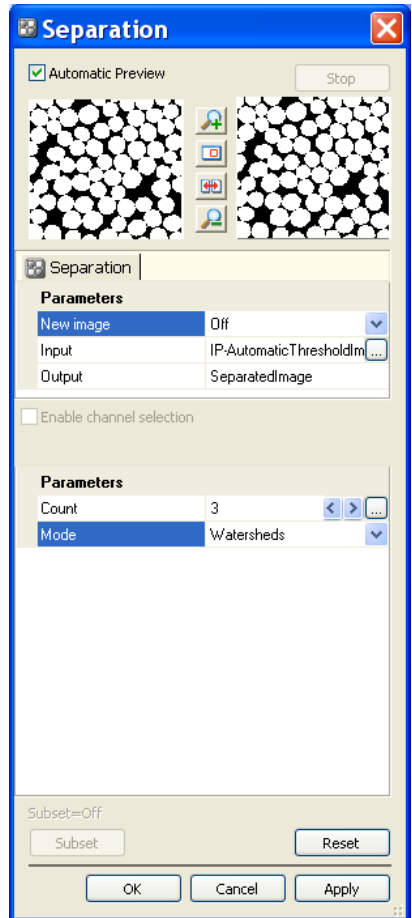 Separation
Automatic Preview
Stop
Separation
Parameters
New image Off
Input IP-AutomaticThresholdIm ...
Output SeparatedImage
Enable channel selection
Parameters
Count 3 < > ...
Mode Watersheds
Subset=Off
Subset Reset
OK Cancel Apply